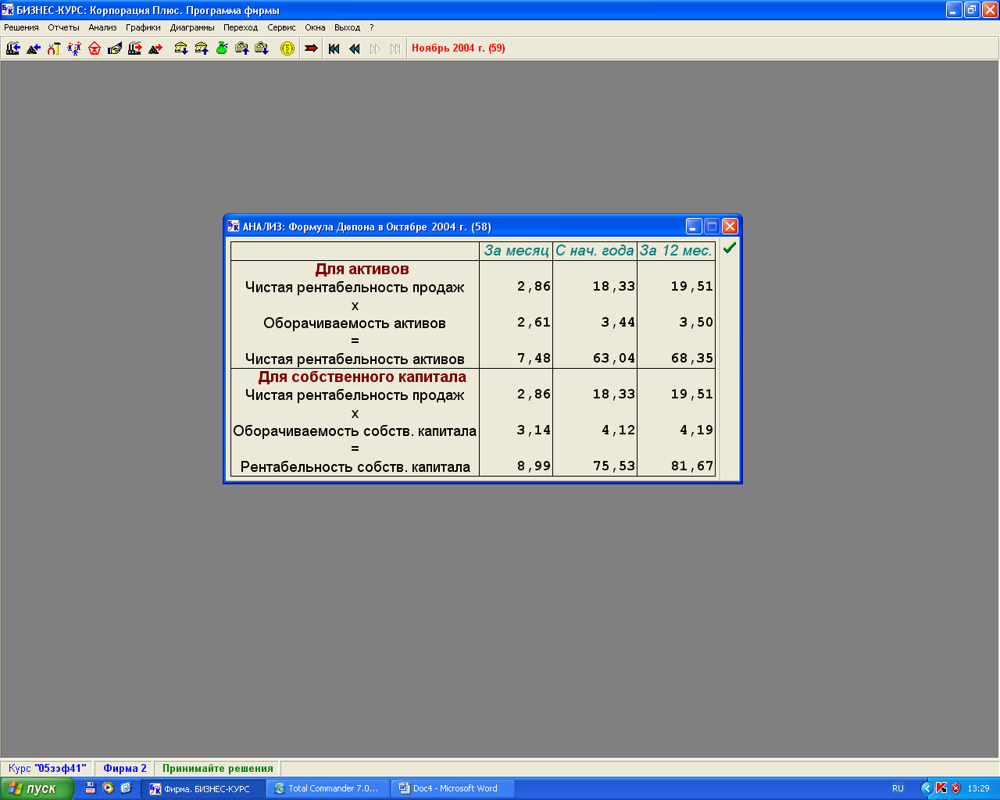 БИЗНЕС-КУРС: Корпорация Плюс. Программа фирмы
Решения Отчеты Анализ Графики Диаграммы Переход Сервис Окна Выход ?
Ноябрь 2004 г. (59)
АНАЛИЗ: Формула Дюпона в Октябре 2004 г. (58)
За месяц С нач. года За 12 мес.
Для активов
Чистая рентабельность продаж 2,86 18,33 19,51
x
Оборачиваемость активов 2,61 3,44 3,50
=
Чистая рентабельность активов 7,48 63,04 68,35
Для собственного капитала
Чистая рентабельность продаж 2,86 18,33 19,51
x
Оборачиваемость собств. капитала 3,14 4,12 4,19
=
Рентабельность собств. капитала 8,99 75,53 81,67
Курс "05зэф41" Фирма 2 Принимайте решения
пуск Фирма. БИЗНЕС-КУРС Total Commander 7.0... Doc4 - Microsoft Word RU 13:29